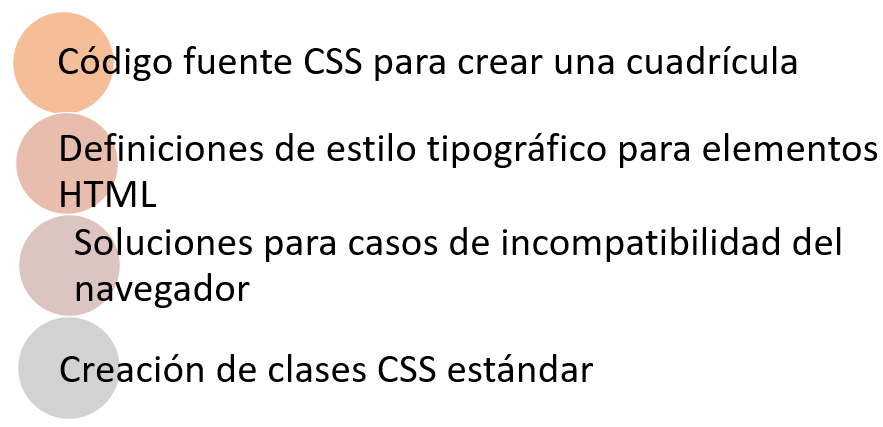 Código fuente CSS para crear una cuadrícula
Definiciones de estilo tipográfico para elementos
HTML
Soluciones para casos de incompatibilidad del
navegador
Creación de clases CSS estándar